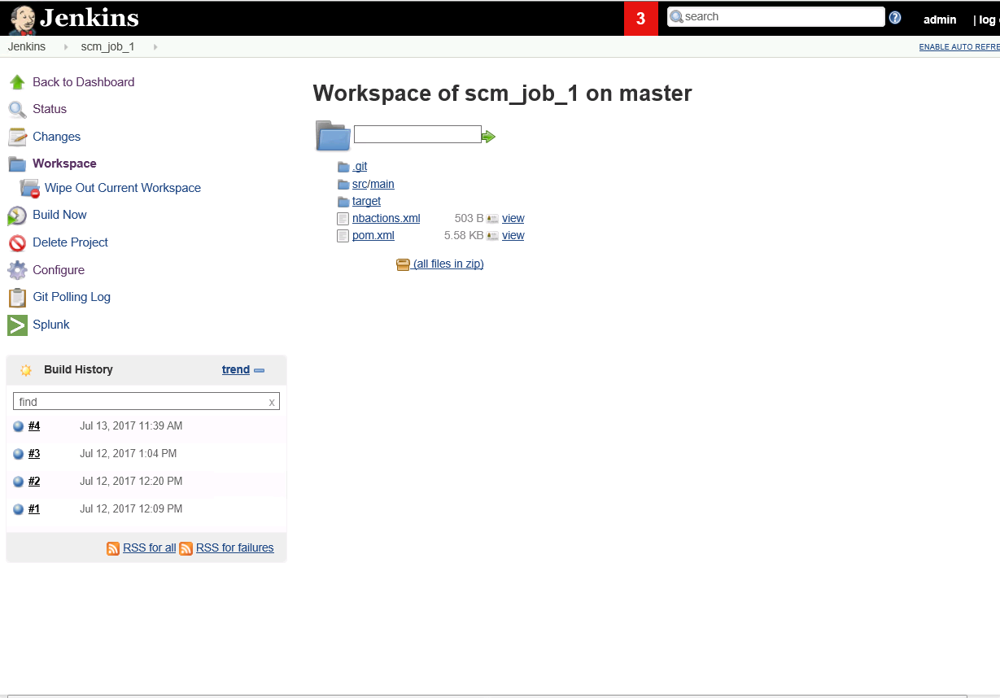 Jenkins 3 search ? admin | log
Jenkins scm_job_1 ENABLE AUTO REFRE
Back to Dashboard
Status
Changes
Workspace
Wipe Out Current Workspace
Build Now
Delete Project
Configure
Git Polling Log
Splunk
Build History trend
find x
#4 Jul 13, 2017 11:39 AM
#3 Jul 12, 2017 1:04 PM
#2 Jul 12, 2017 12:20 PM
#1 Jul 12, 2017 12:09 PM
RSS for all RSS for failures
Workspace of scm_job_1 on master
.git
src/main
target
nbactions.xml 503 B view
pom.xml 5.58 KB view
(all files in zip)